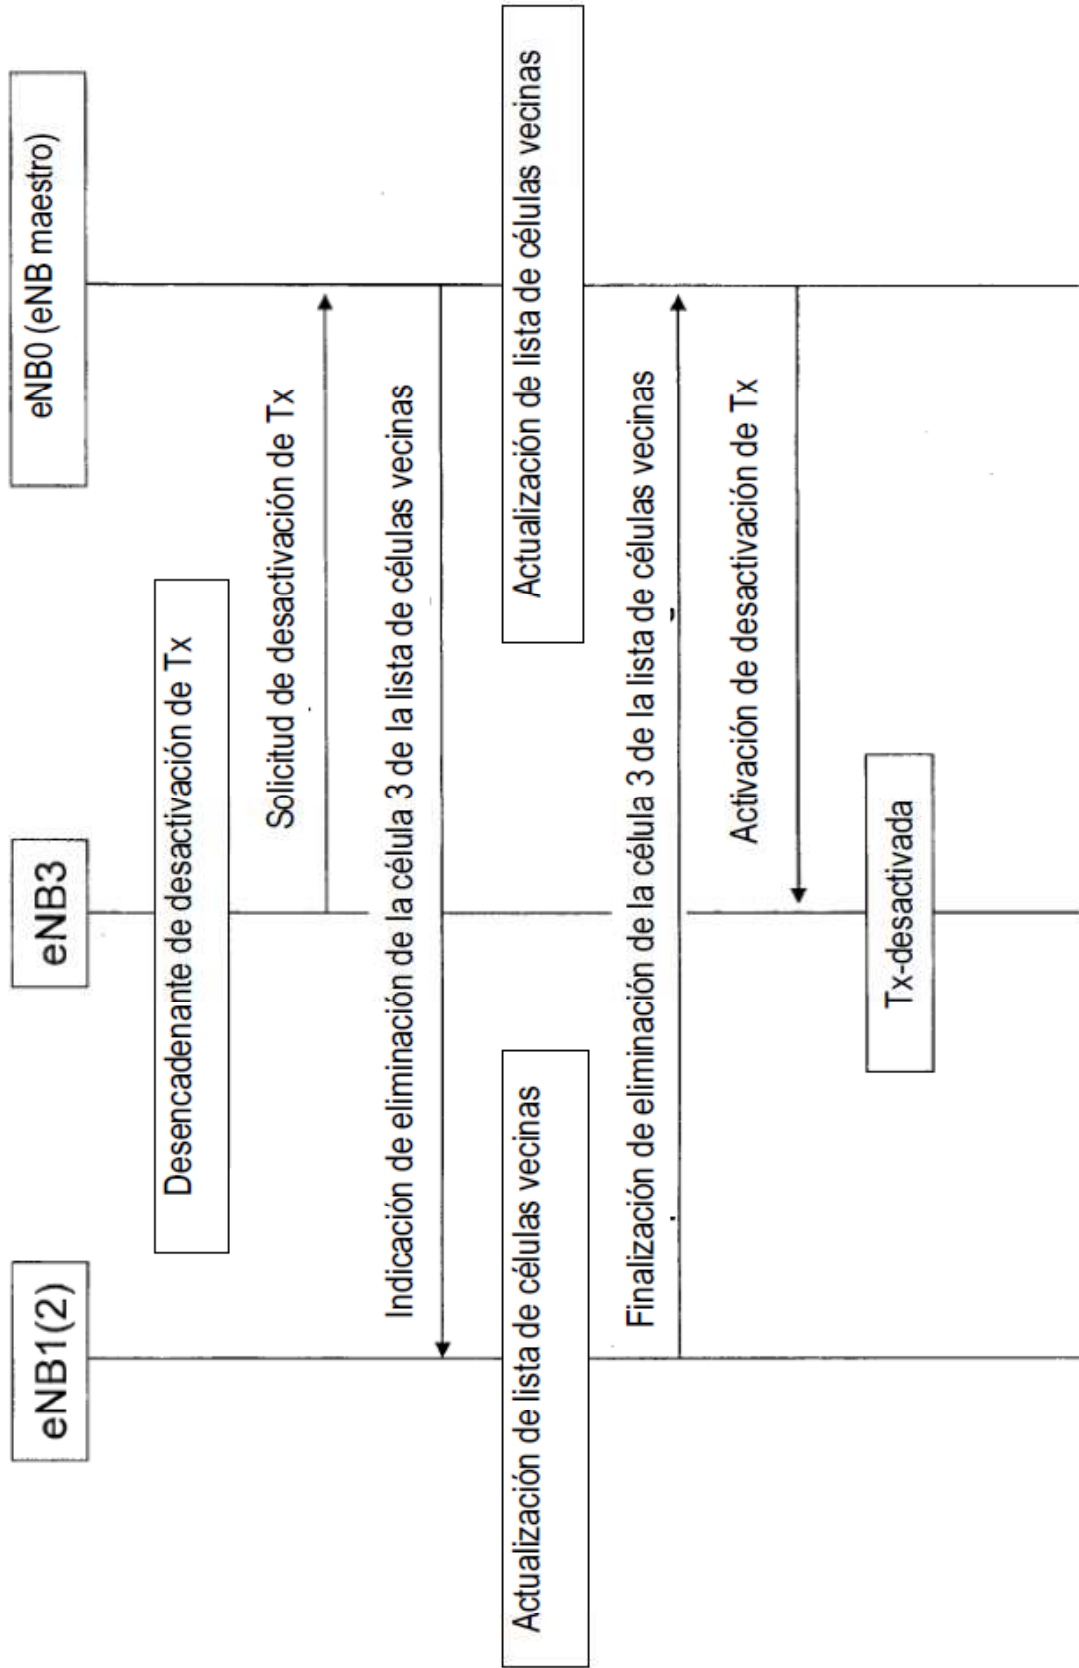 eNB1(2)
eNB3
eNB0 (eNB maestro)
Desencadenante de desactivación de Tx
Solicitud de desactivación de Tx
Indicación de eliminación de la célula 3 de la lista de células vecinas
Actualización de lista de células vecinas
Actualización de lista de células vecinas
Finalización de eliminación de la célula 3 de la lista de células vecinas
Activación de desactivación de Tx
Tx-desactivada